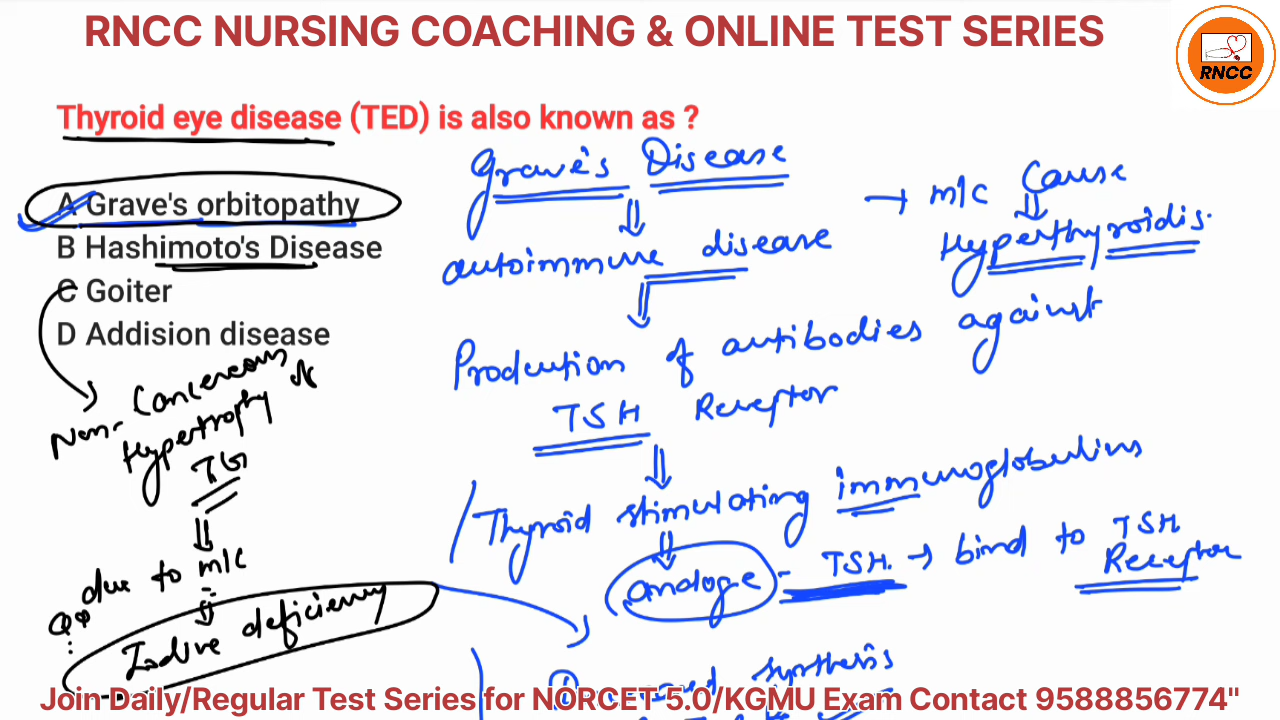 RNCC NURSING COACHING & ONLINE TEST SERIES
RNCC
Thyroid eye disease (TED) is also known as ?
A Grave's orbitopathy
B Hashimoto's Disease
C Goiter
D Addision disease
Non- Cancereous
Hypertrophy of
TG
due to m/c
Iodine deficiency
Grave's Disease
autoimmune disease
→ m/c Cause
Hyperthyroidis.
Prodcution of antibodies against
TSH Receptor
Thyroid stimulating immunoglobulins
analoge - TSH. → bind to TSH
Receptor
synthesis
Join Daily/Regular Test Series for NORCET 5.0/KGMU Exam Contact 9588856774"